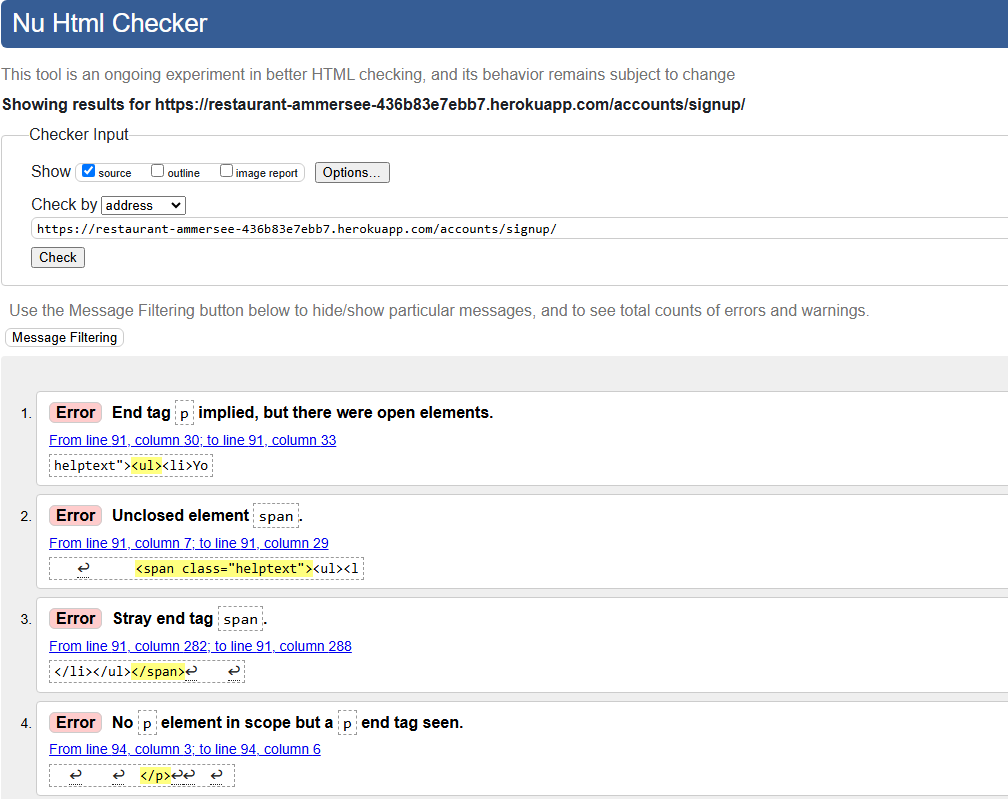 Nu Html Checker
This tool is an ongoing experiment in better HTML checking, and its behavior remains subject to change
Showing results for https://restaurant-ammersee-436b83e7ebb7.herokuapp.com/accounts/signup/
Checker Input
Show source outline image report Options...
Check by address
https://restaurant-ammersee-436b83e7ebb7.herokuapp.com/accounts/signup/
Check
Use the Message Filtering button below to hide/show particular messages, and to see total counts of errors and warnings.
Message Filtering
1. Error End tag p implied, but there were open elements.
From line 91, column 30; to line 91, column 33
helptext"><ul><li>Yo
2. Error Unclosed element span.
From line 91, column 7; to line 91, column 29
↩ <span class="helptext"><ul><l
3. Error Stray end tag span.
From line 91, column 282; to line 91, column 288
</li></ul></span>↩ ↩
4. Error No p element in scope but a p end tag seen.
From line 94, column 3; to line 94, column 6
↩ ↩ </p>↩↩ ↩